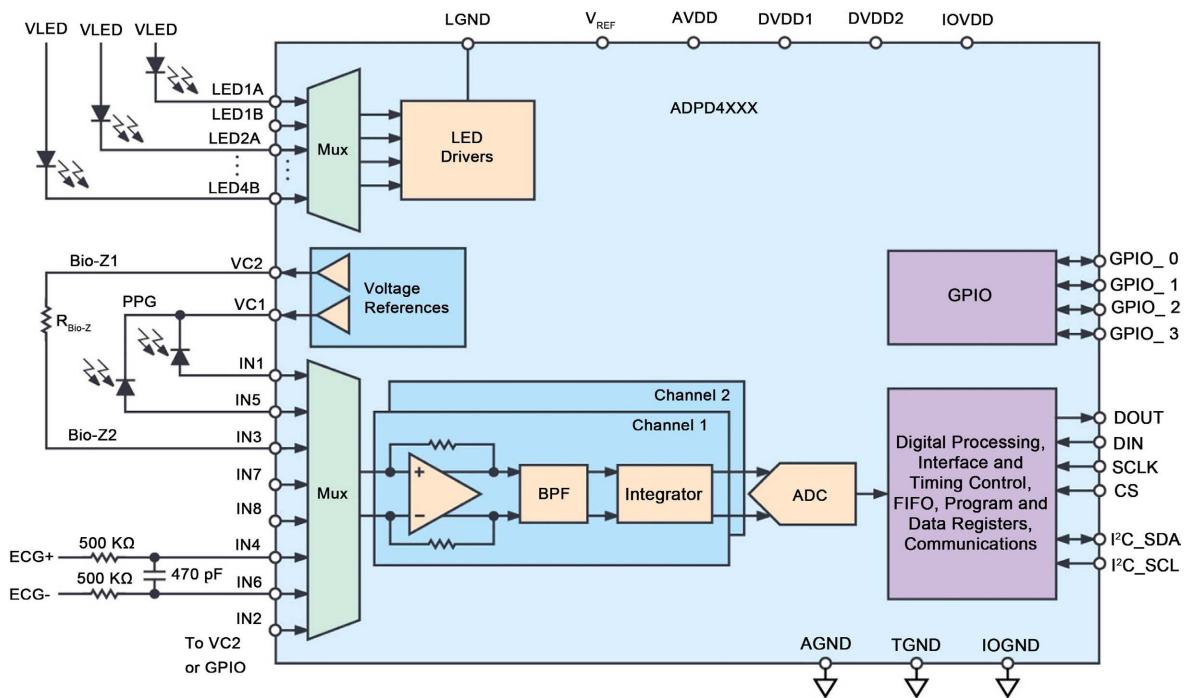 VLED
VLED
VLED
LGND
V_REF
AVDD
DVDD1
DVDD2
IOVDD
ADPD4XXX
LED1A
LED1B
LED2A
LED4B
Mux
LED
Drivers
Bio-Z1
VC2
PPG
VC1
Voltage
References
R_Bio-Z
IN1
IN5
Bio-Z2
IN3
IN7
IN8
IN4
IN6
IN2
To VC2
or GPIO
ECG+
500 KΩ
ECG-
500 KΩ
470 pF
Mux
Channel 2
Channel 1
+
−
BPF
Integrator
ADC
GPIO
GPIO_ 0
GPIO_ 1
GPIO_ 2
GPIO_ 3
Digital Processing,
Interface and
Timing Control,
FIFO, Program and
Data Registers,
Communications
DOUT
DIN
SCLK
CS
I²C_SDA
I²C_SCL
AGND
TGND
IOGND